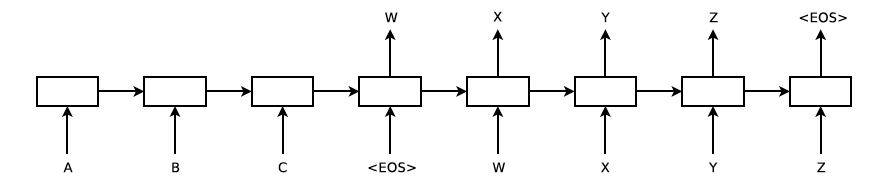 W X Y Z <EOS>
A B C <EOS> W X Y Z